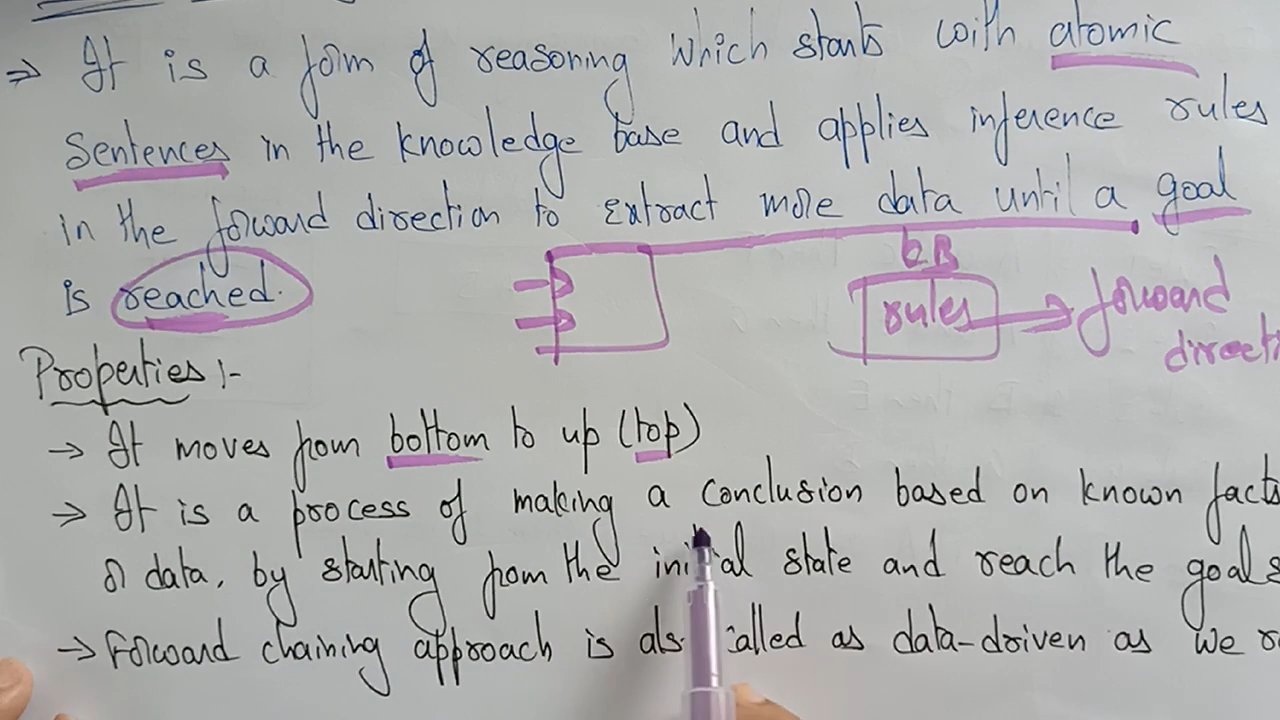 ⇒ It is a form of reasoning which starts with atomic
Sentences in the knowledge base and applies inference rules
in the forward direction to extract more data until a goal
is reached.
KB
rules → forward
directi
Properties :-
→ It moves from bottom to up (top)
→ It is a process of making a conclusion based on known facts
or data, by starting from the initial state and reach the goal s
→ Forward chaining approach is als called as data-driven as we